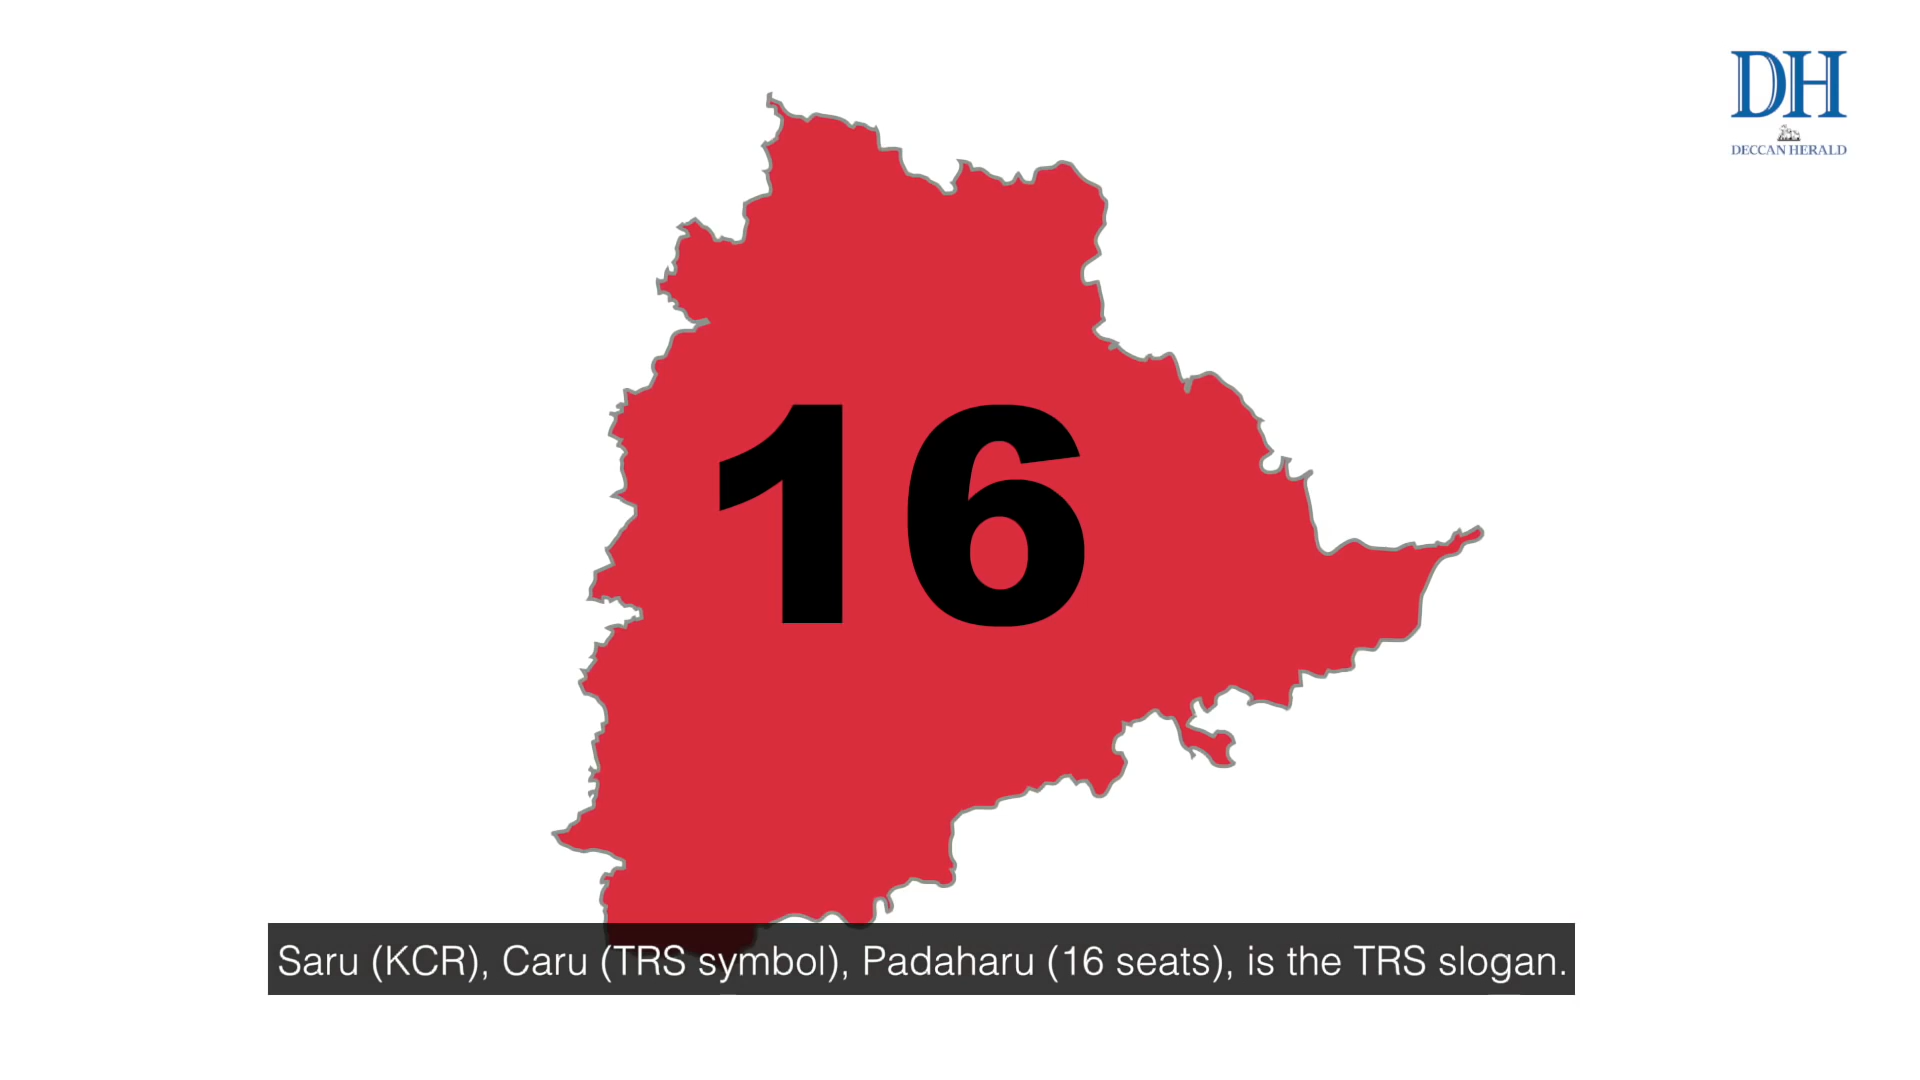 DH
DECCAN HERALD
16
Saru (KCR), Caru (TRS symbol), Padaharu (16 seats), is the TRS slogan.